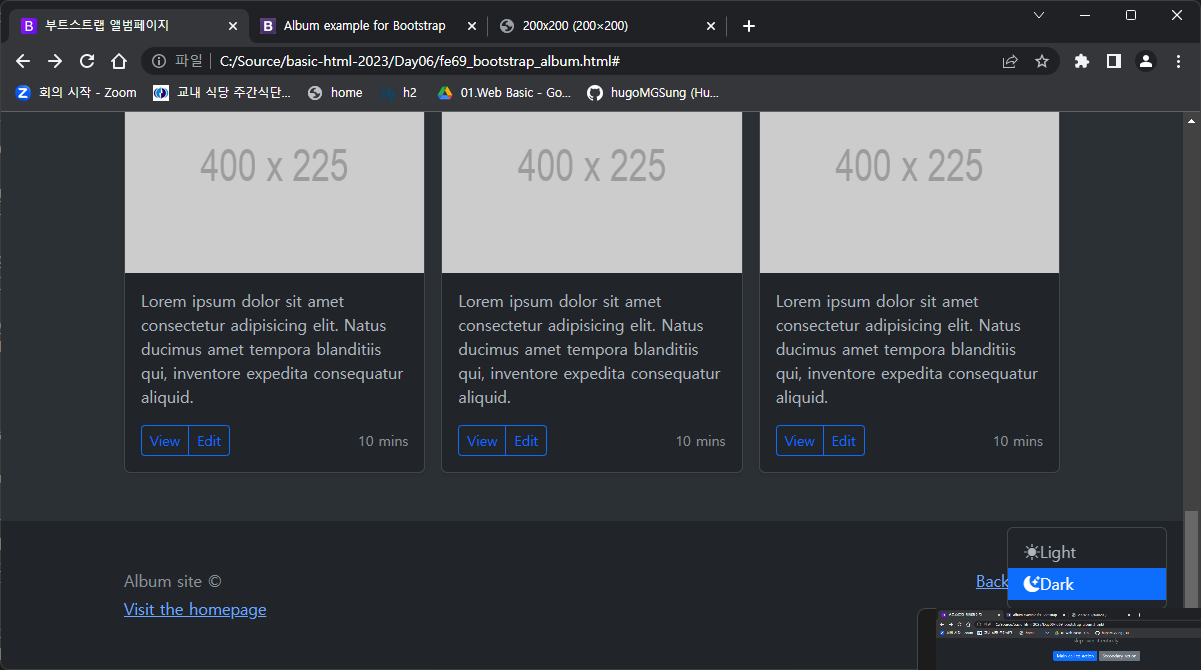 부트스트랩 앨범페이지
Album example for Bootstrap
200x200 (200×200)
파일 C:/Source/basic-html-2023/Day06/fe69_bootstrap_album.html#
회의 시작 - Zoom
교내 식당 주간식단...
home
h2
01.Web Basic - Go...
hugoMGSung (Hu...
400 x 225
400 x 225
400 x 225
Lorem ipsum dolor sit amet
consectetur adipisicing elit. Natus
ducimus amet tempora blanditiis
qui, inventore expedita consequatur
aliquid.
View Edit 10 mins
Lorem ipsum dolor sit amet
consectetur adipisicing elit. Natus
ducimus amet tempora blanditiis
qui, inventore expedita consequatur
aliquid.
View Edit 10 mins
Lorem ipsum dolor sit amet
consectetur adipisicing elit. Natus
ducimus amet tempora blanditiis
qui, inventore expedita consequatur
aliquid.
View Edit 10 mins
Album site ©
Visit the homepage
Back
Light
Dark